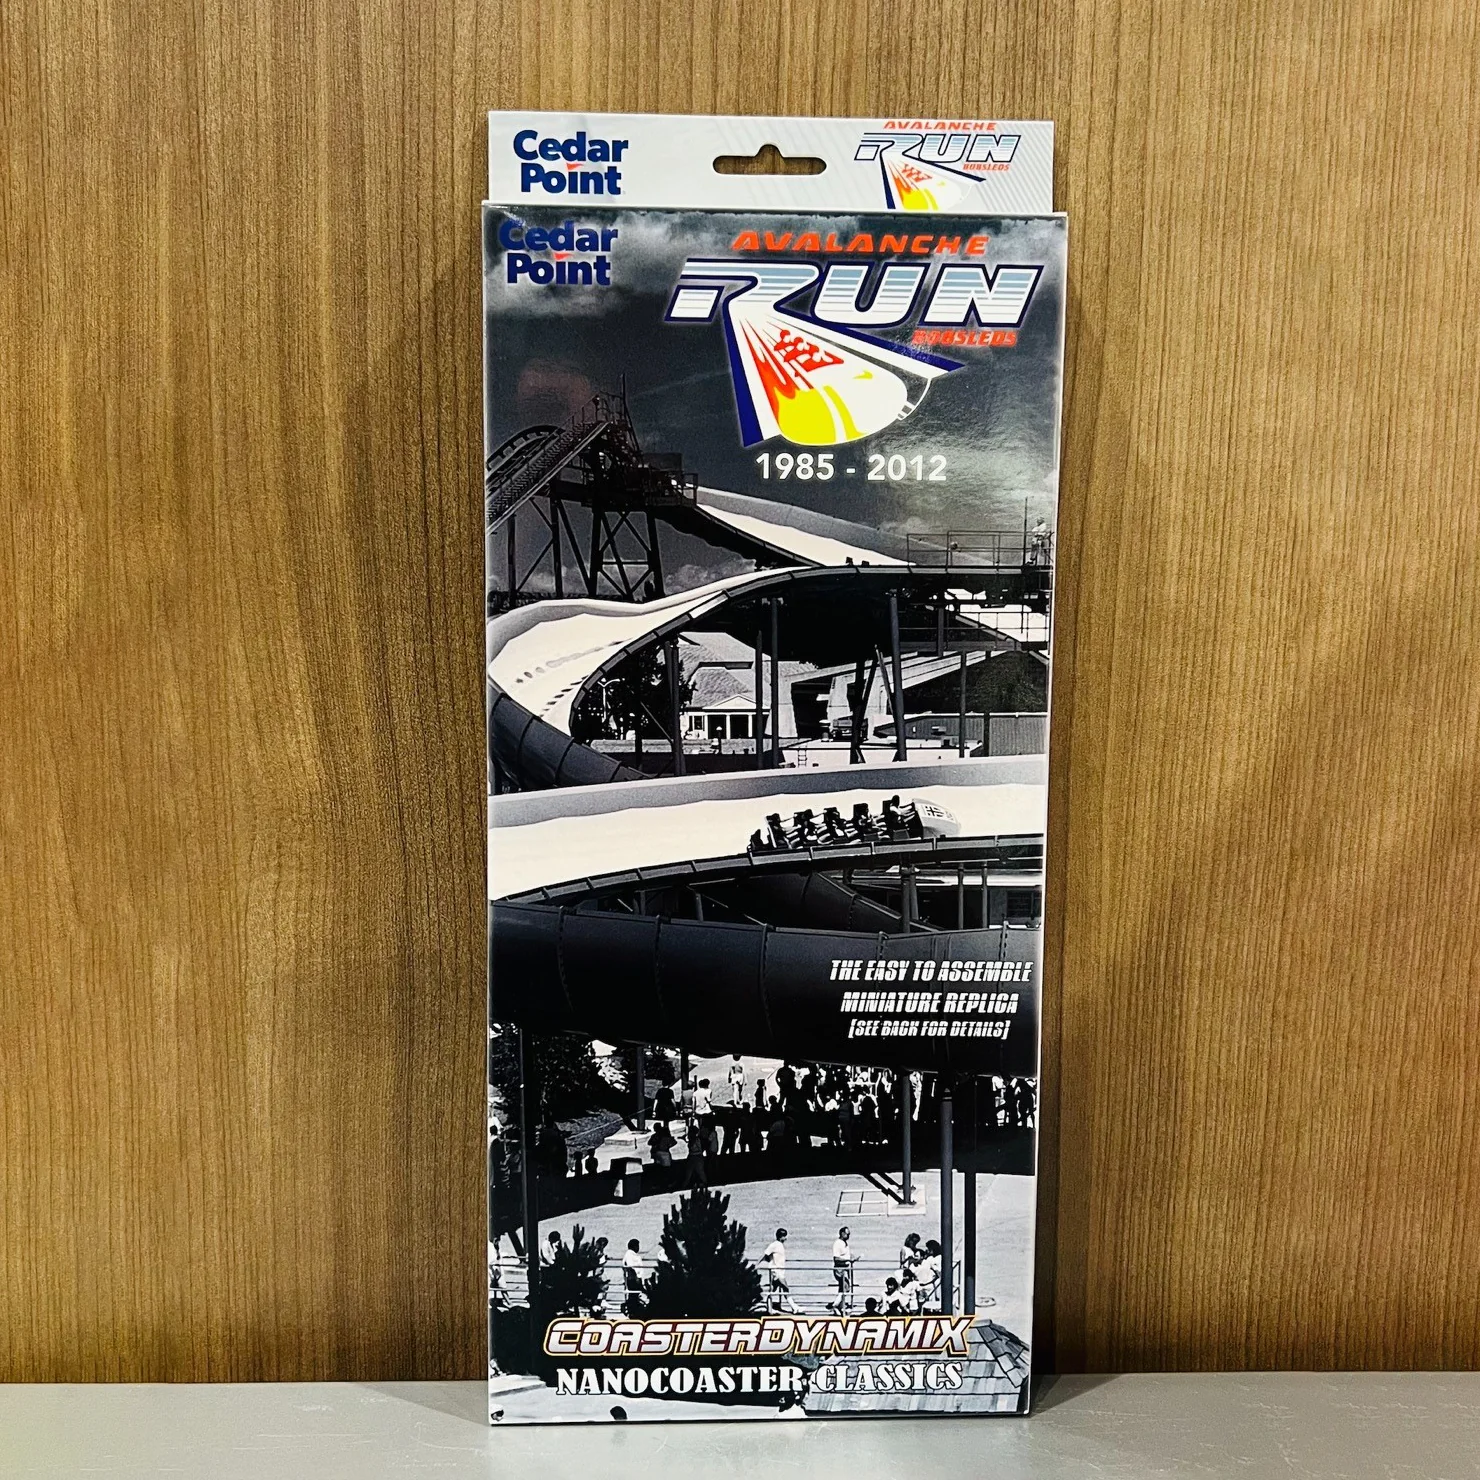 Cedar
Point
AVALANCHE
RUN
BOBSLEDS
Cedar
Point
AVALANCHE
RUN
BOBSLEDS
1985 - 2012
THE EASY TO ASSEMBLE
MINIATURE REPLICA
[SEE BACK FOR DETAILS]
COASTERDYNAMIX
NANOCOASTER CLASSICS